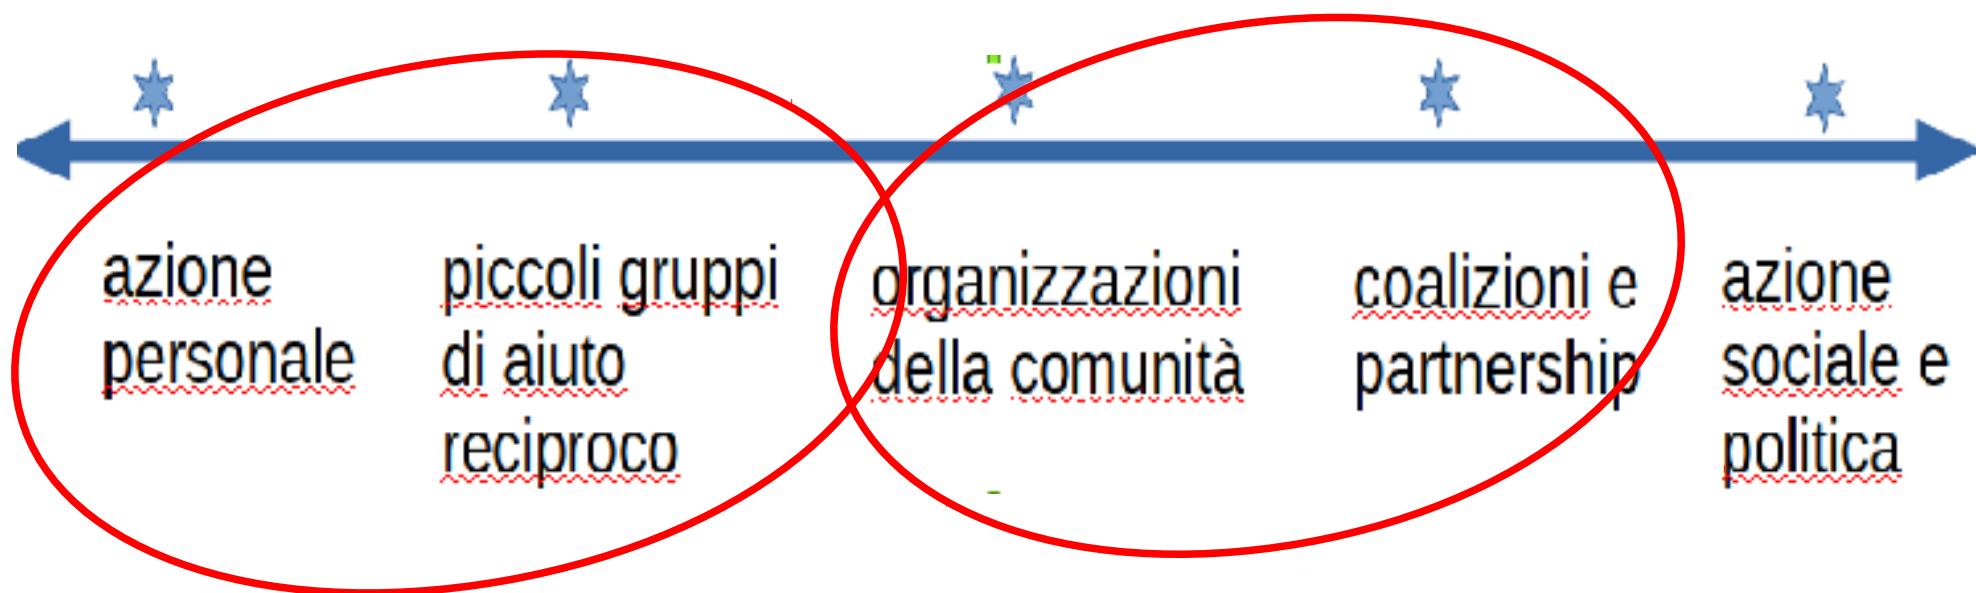 azione
personale
piccoli gruppi
di aiuto
reciproco
organizzazioni
della comunità
coalizioni e
partnership
azione
sociale e
politica